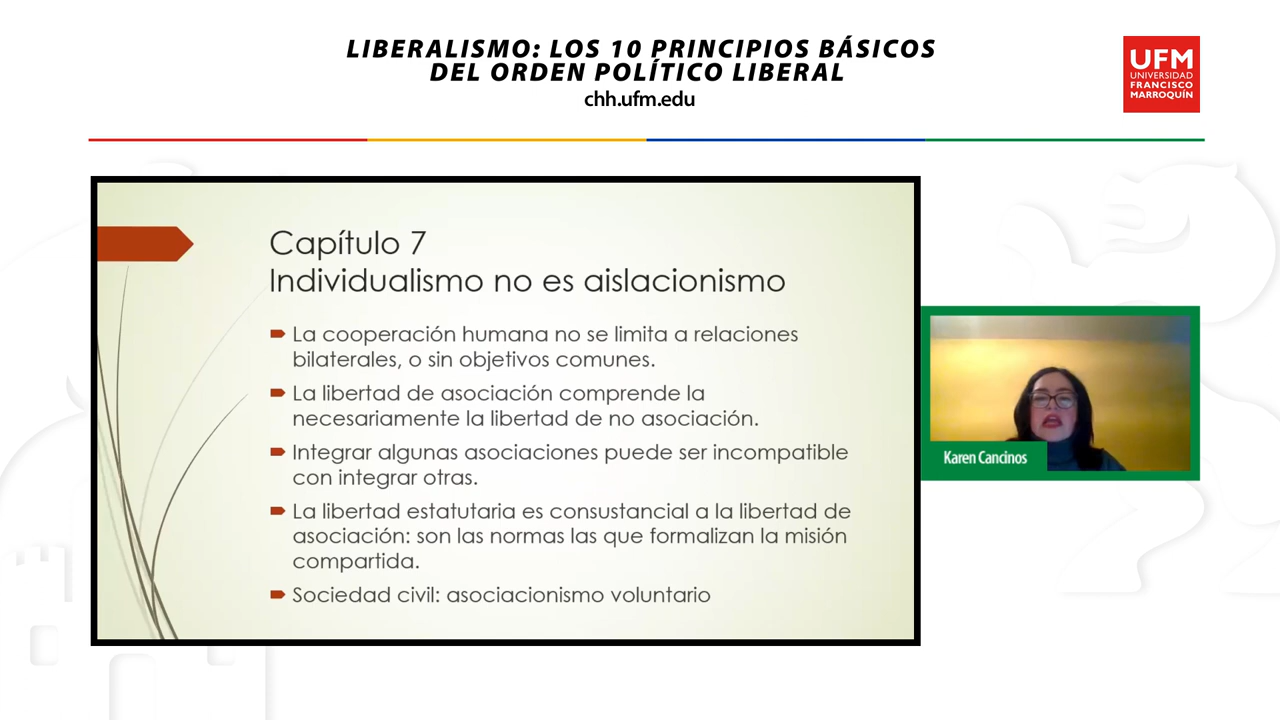 LIBERALISMO: LOS 10 PRINCIPIOS BÁSICOS
DEL ORDEN POLÍTICO LIBERAL
chh.ufm.edu
UFM
UNIVERSIDAD
FRANCISCO
MARROQUÍN
Capítulo 7
Individualismo no es aislacionismo
La cooperación humana no se limita a relaciones
bilaterales, o sin objetivos comunes.
La libertad de asociación comprende la
necesariamente la libertad de no asociación.
Integrar algunas asociaciones puede ser incompatible
con integrar otras.
La libertad estatutaria es consustancial a la libertad de
asociación: son las normas las que formalizan la misión
compartida.
Sociedad civil: asociacionismo voluntario
Karen Cancinos